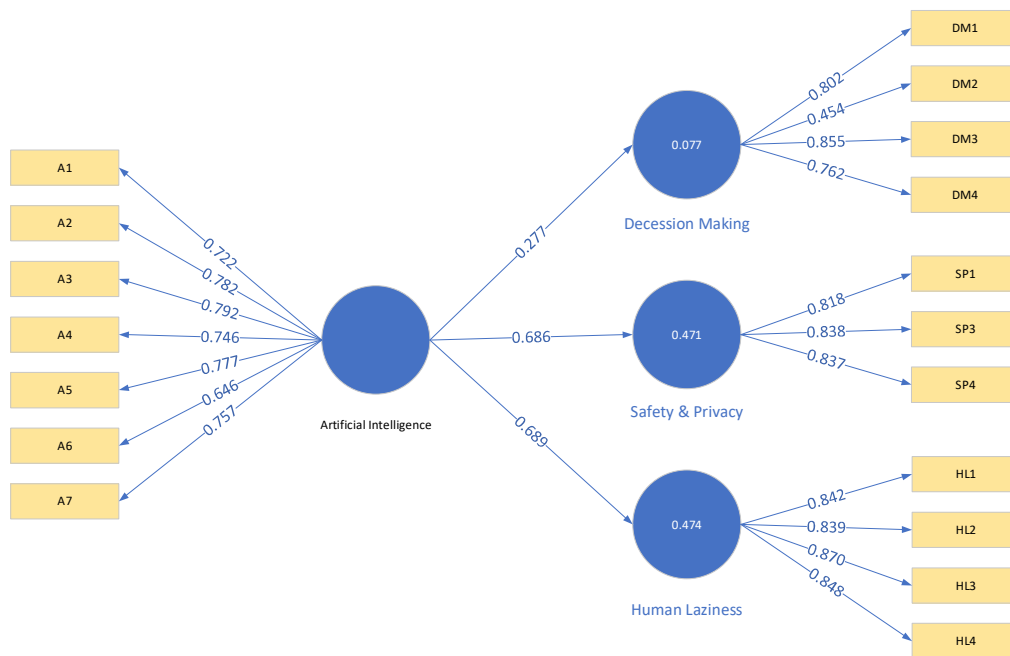 A1
A2
A3
A4
A5
A6
A7
0.722
0.782
0.792
0.746
0.777
0.646
0.757
Artificial Intelligence
0.277
0.686
0.689
0.077
Decession Making
0.471
Safety & Privacy
0.474
Human Laziness
0.802
0.454
0.855
0.762
0.818
0.838
0.837
0.842
0.839
0.870
0.848
DM1
DM2
DM3
DM4
SP1
SP3
SP4
HL1
HL2
HL3
HL4